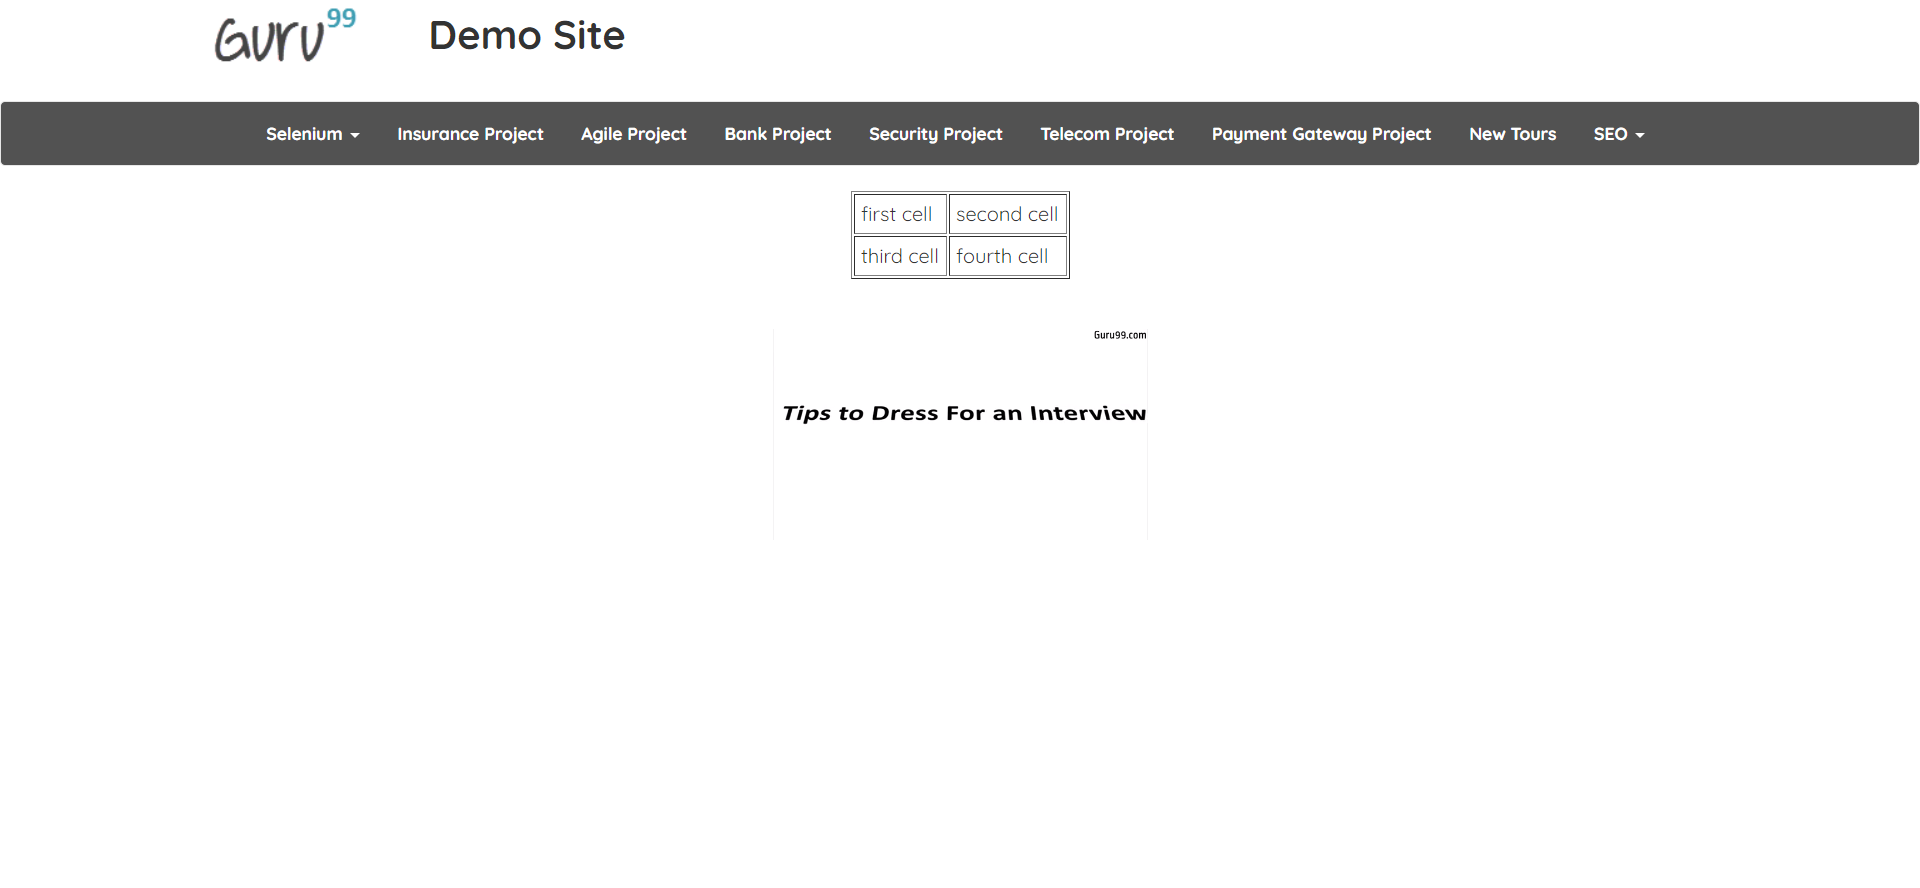 Guru99 Demo Site
Selenium Insurance Project Agile Project Bank Project Security Project Telecom Project Payment Gateway Project New Tours SEO
first cell second cell
third cell fourth cell
Guru99.com
Tips to Dress For an Interview